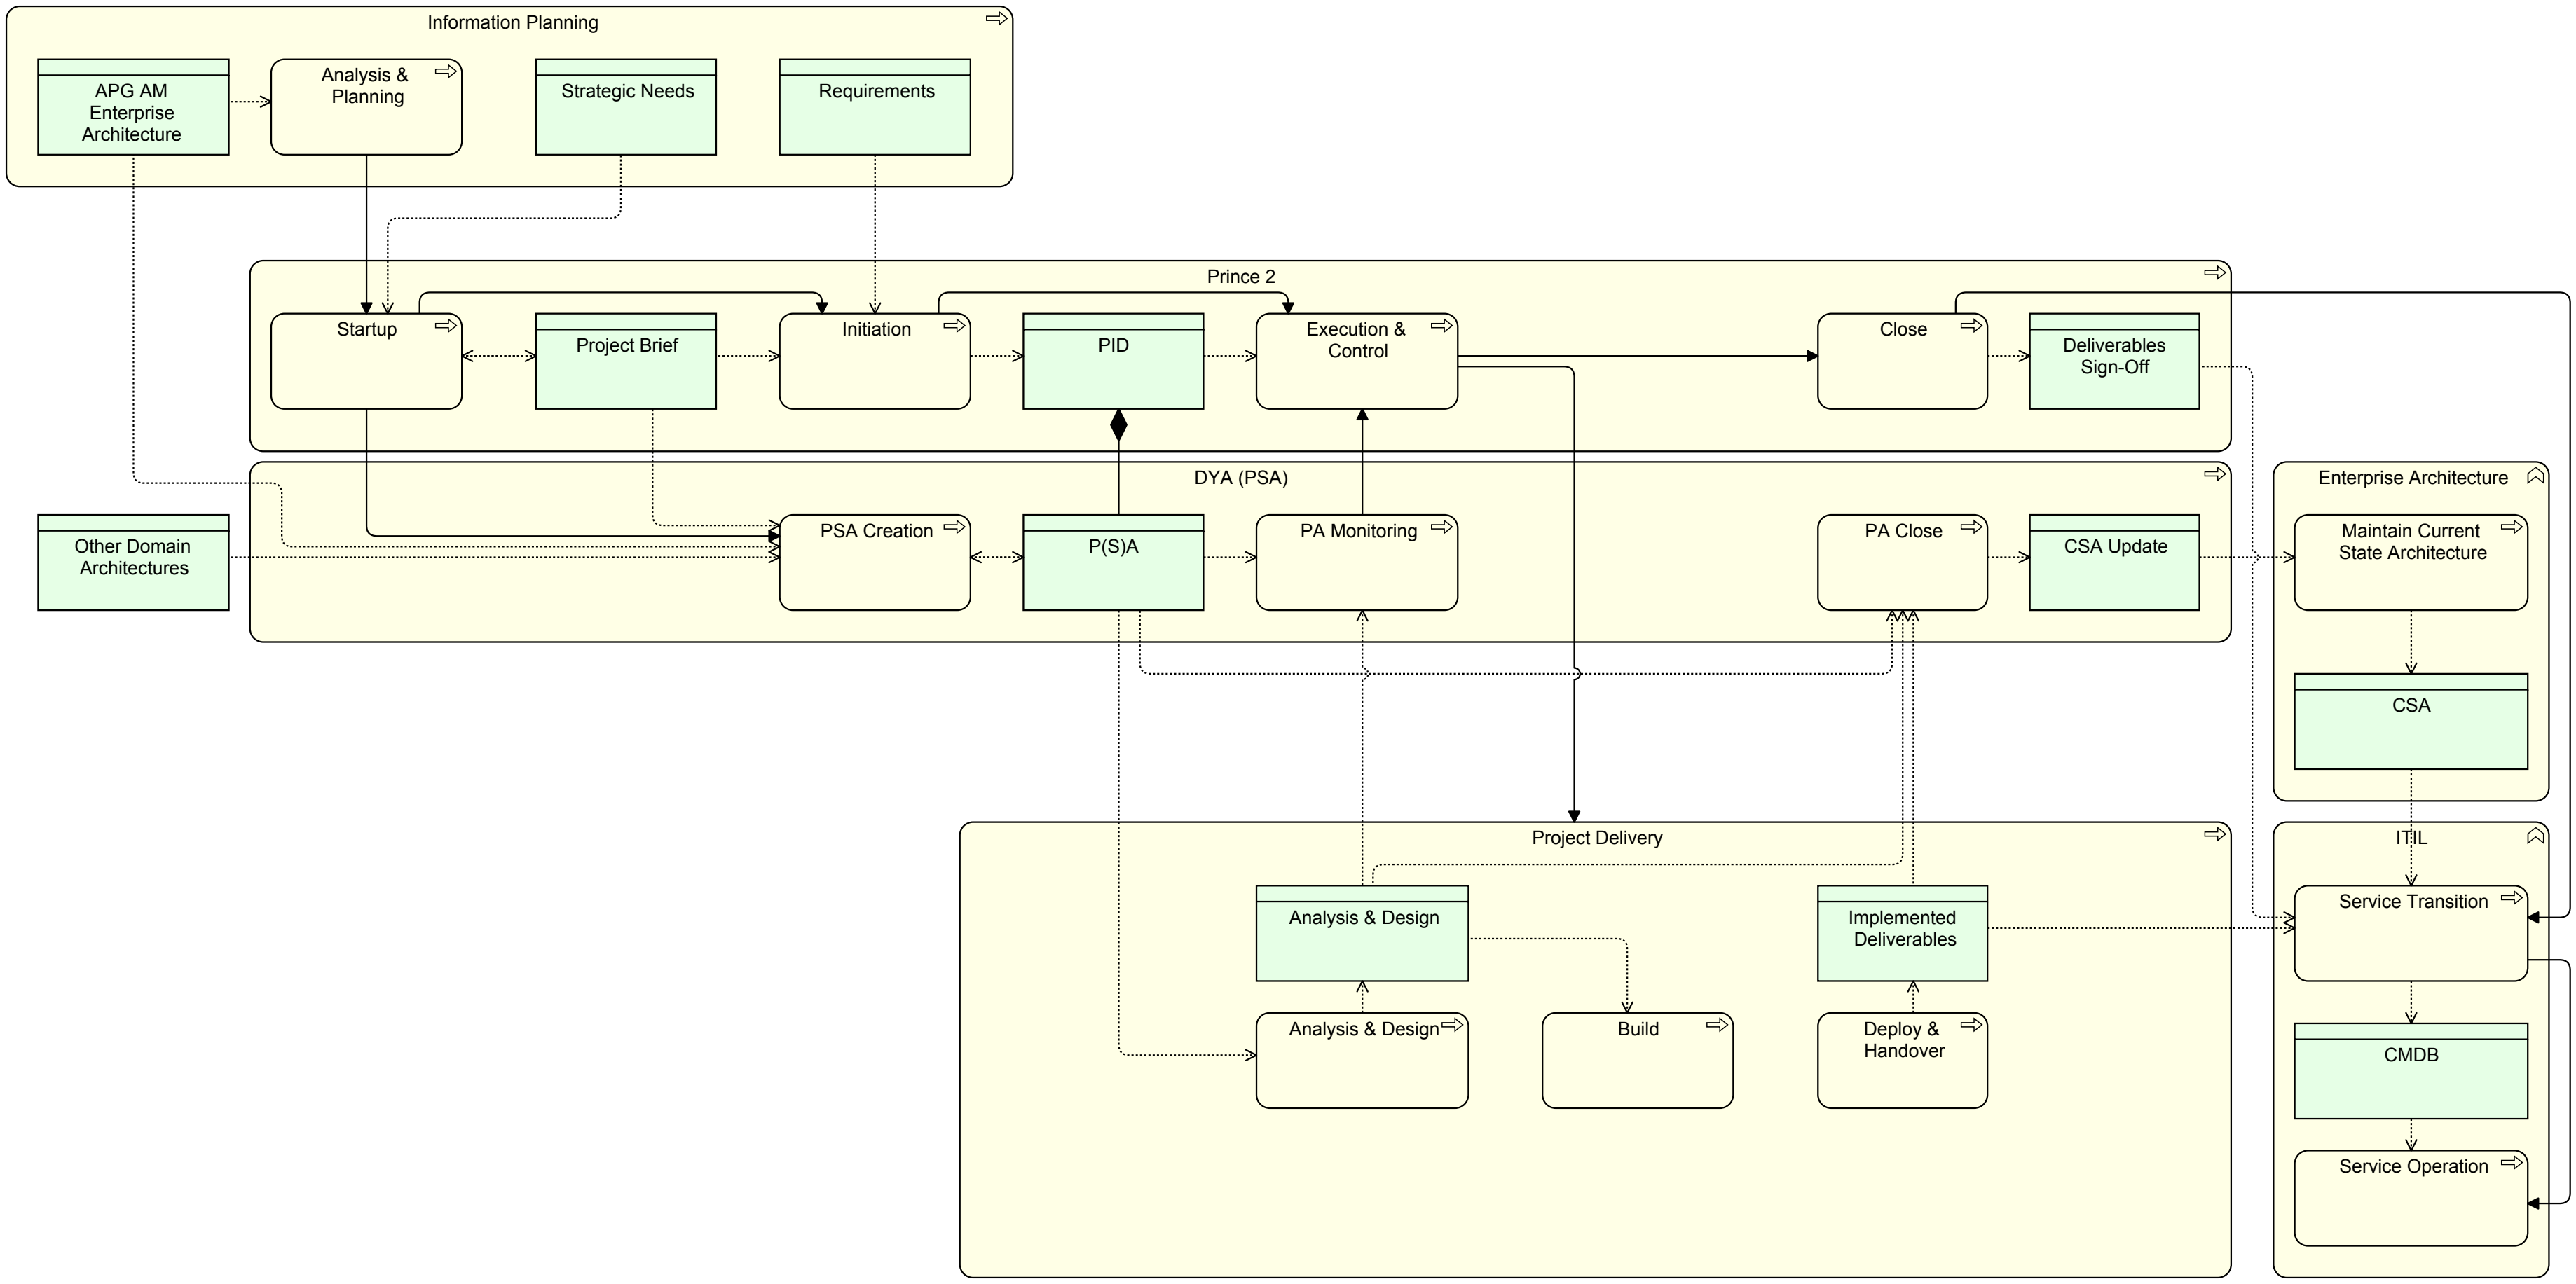 Information Planning
APG AM
Enterprise
Architecture
Analysis &
Planning
Strategic Needs
Requirements
Prince 2
Startup
Project Brief
Initiation
PID
Execution &
Control
Close
Deliverables
Sign-Off
DYA (PSA)
Other Domain
Architectures
PSA Creation
P(S)A
PA Monitoring
PA Close
CSA Update
Enterprise Architecture
Maintain Current
State Architecture
CSA
Project Delivery
Analysis & Design
Implemented
Deliverables
Analysis & Design
Build
Deploy &
Handover
ITIL
Service Transition
CMDB
Service Operation